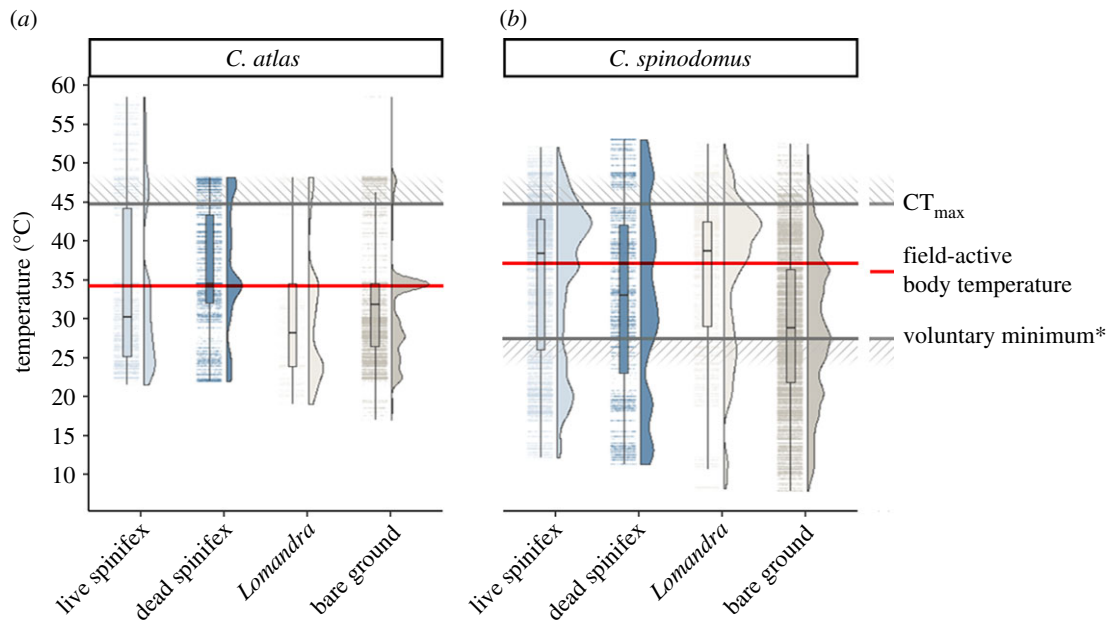 (a)
(b)
C. atlas
C. spinodomus
temperature (°C)
60
55
50
45
40
35
30
25
20
15
10
CTmax
field-active
body temperature
voluntary minimum*
live spinifex
dead spinifex
Lomandra
bare ground
live spinifex
dead spinifex
Lomandra
bare ground